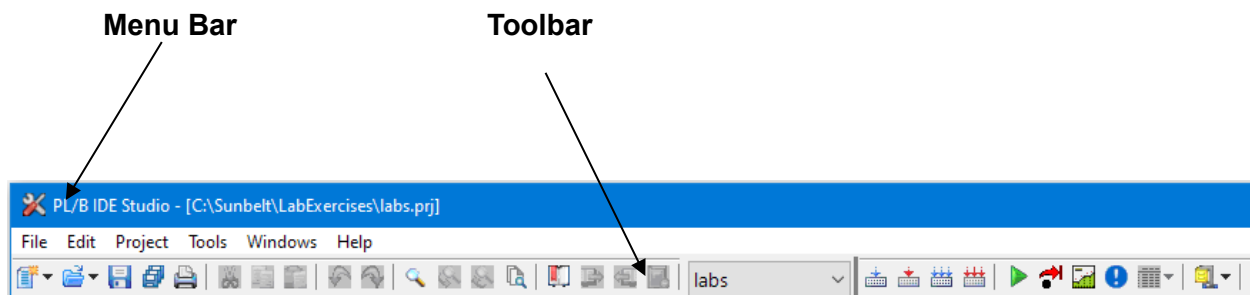 Menu Bar Toolbar
PL/B IDE Studio - [C:\Sunbelt\LabExercises\labs.prj]
File Edit Project Tools Windows Help
labs